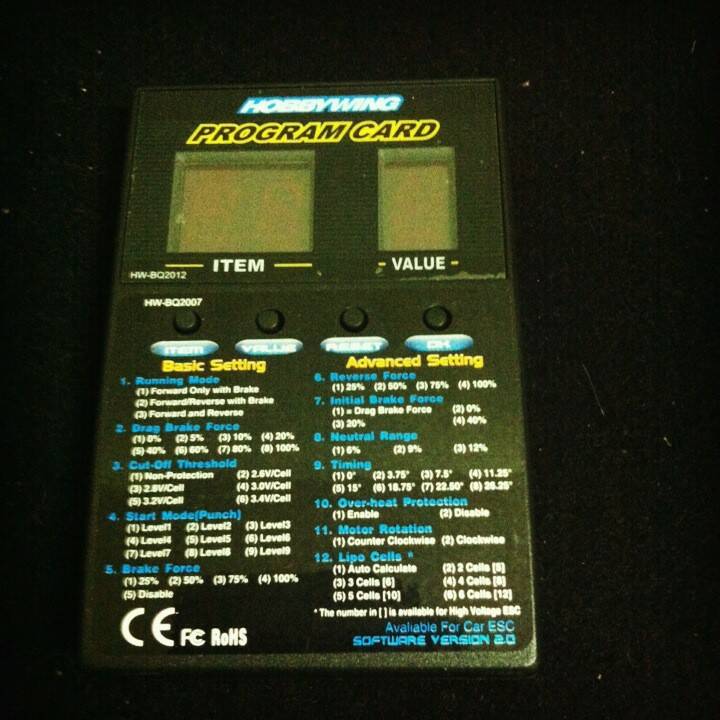 HOBBYWING
PROGRAM CARD
ITEM
VALUE
HW-BQ2012
HW-BQ2007
ITEM VALUE RESET OK
Basic Setting
1. Running Mode
(1) Forward Only with Brake
(2) Forward/Reverse with Brake
(3) Forward and Reverse
2. Drag Brake Force
(1) 0% (2) 5% (3) 10% (4) 20%
(5) 40% (6) 60% (7) 80% (8) 100%
3. Cut-Off Threshold
(1) Non-Protection (2) 2.6V/Cell
(3) 2.8V/Cell (4) 3.0V/Cell
(5) 3.2V/Cell (6) 3.4V/Cell
4. Start Mode(Punch)
(1) Level1 (2) Level2 (3) Level3
(4) Level4 (5) Level5 (6) Level6
(7) Level7 (8) Level8 (9) Level9
5. Brake Force
(1) 25% (2) 50% (3) 75% (4) 100%
(5) Disable
Advanced Setting
6. Reverse Force
(1) 25% (2) 50% (3) 75% (4) 100%
7. Initial Brake Force
(1) = Drag Brake Force (2) 0%
(3) 20% (4) 40%
8. Neutral Range
(1) 6% (2) 9% (3) 12%
9. Timing
(1) 0° (2) 3.75° (3) 7.5° (4) 11.25°
(5) 15° (6) 18.75° (7) 22.50° (8) 26.25°
10. Over-heat Protection
(1) Enable (2) Disable
11. Motor Rotation
(1) Counter Clockwise (2) Clockwise
12. Lipo Cells *
(1) Auto Calculate (2) 2 Cells [5]
(3) 3 Cells [6] (4) 4 Cells [8]
(5) 5 Cells [10] (6) 6 Cells [12]
* The number in [ ] is available for High Voltage ESC
Avaliable For Car ESC
SOFTWARE VERSION 2.0
CE FC RoHS